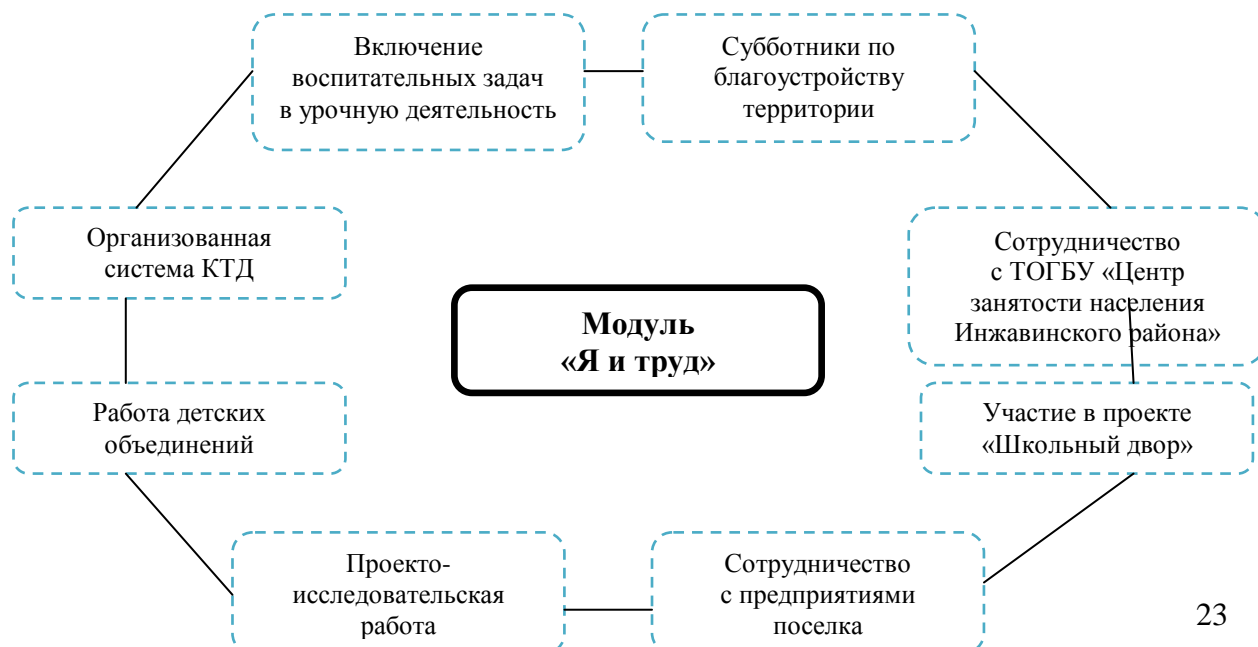 Включение
воспитательных задач
в урочную деятельность
Субботники по
благоустройству
территории
Организованная
система КТД
Сотрудничество
с ТОГБУ «Центр
занятости населения
Инжавинского района»
Модуль
«Я и труд»
Работа детских
объединений
Участие в проекте
«Школьный двор»
Проекто-
исследовательская
работа
Сотрудничество
с предприятиями
поселка
23